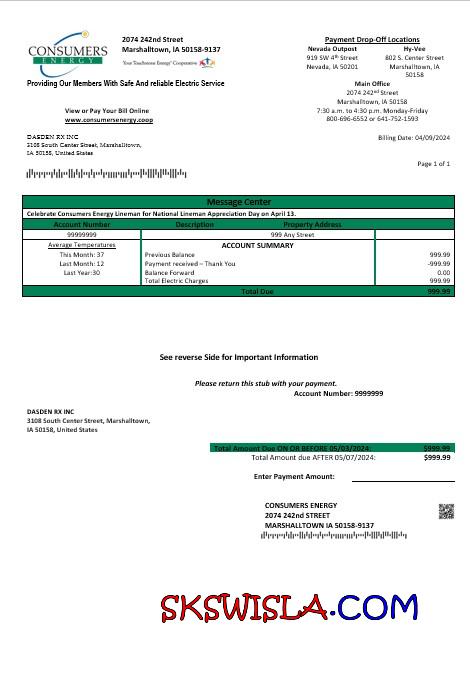 CONSUMERS
ENERGY
2074 242nd Street
Marshalltown, IA 50158-9137
Your Touchstone Energy® Cooperative
Providing Our Members With Safe And reliable Electric Service
View or Pay Your Bill Online
www.consumersenergy.coop
Payment Drop-Off Locations
Nevada Outpost
919 SW 4th Street
Nevada, IA 50201
Hy-Vee
802 S. Center Street
Marshalltown, IA
50158
Main Office
2074 242nd Street
Marshalltown, IA 50158
7:30 a.m. to 4:30 p.m. Monday-Friday
800-696-6552 or 641-752-1593
DASDEN RX INC
3108 South Center Street, Marshalltown,
IA 50158, United States
Billing Date: 04/09/2024
Page 1 of 1
Message Center
Celebrate Consumers Energy Lineman for National Lineman Appreciation Day on April 13.
Account Number Description Property Address
99999999 999 Any Street
Average Temperatures
This Month: 37
Last Month: 12
Last Year:30
ACCOUNT SUMMARY
Previous Balance 999.99
Payment received – Thank You -999.99
Balance Forward 0.00
Total Electric Charges 999.99
Total Due 999.99
See reverse Side for Important Information
Please return this stub with your payment.
Account Number: 9999999
DASDEN RX INC
3108 South Center Street, Marshalltown,
IA 50158, United States
Total Amount Due ON OR BEFORE 05/03/2024: $999.99
Total Amount due AFTER 05/07/2024: $999.99
Enter Payment Amount:
CONSUMERS ENERGY
2074 242nd STREET
MARSHALLTOWN IA 50158-9137
SKSWISLA.COM